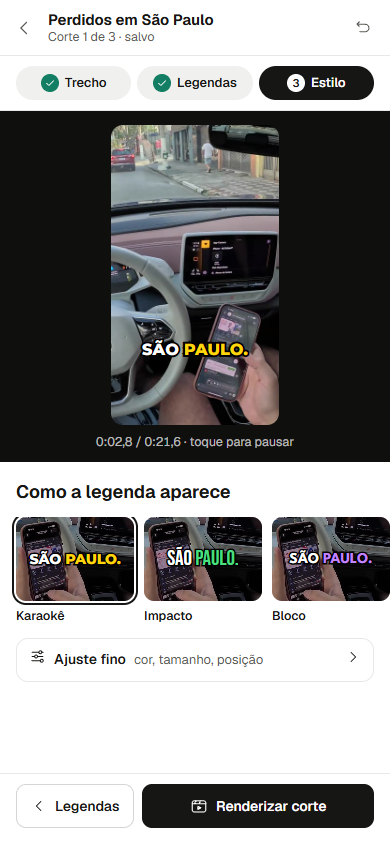 Perdidos em São Paulo
Corte 1 de 3 · salvo
Trecho
Legendas
3 Estilo
SÃO PAULO.
0:02,8 / 0:21,6 · toque para pausar
Como a legenda aparece
SÃO PAULO.
SÃO PAULO.
SÃO PAULO.
Karaokê
Impacto
Bloco
Ajuste fino cor, tamanho, posição
Legendas
Renderizar corte